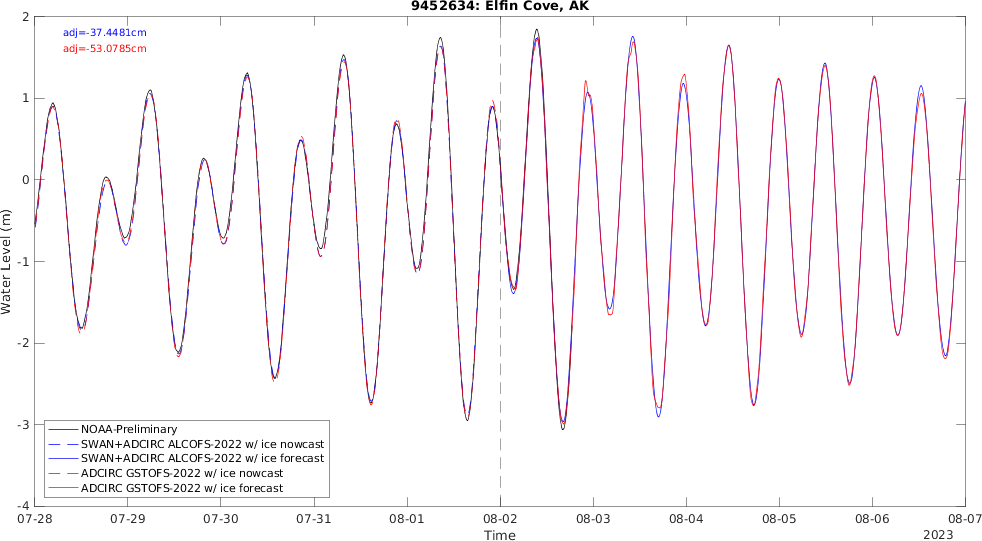 9452634: Elfin Cove, AK
adj=-37.4481cm
adj=-53.0785cm
2
1
0
-1
-2
-3
-4
Water Level (m)
NOAA-Preliminary
SWAN+ADCIRC ALCOFS-2022 w/ ice nowcast
SWAN+ADCIRC ALCOFS-2022 w/ ice forecast
ADCIRC GSTOFS-2022 w/ ice nowcast
ADCIRC GSTOFS-2022 w/ ice forecast
07-28 07-29 07-30 07-31 08-01 08-02 08-03 08-04 08-05 08-06 08-07
Time
2023